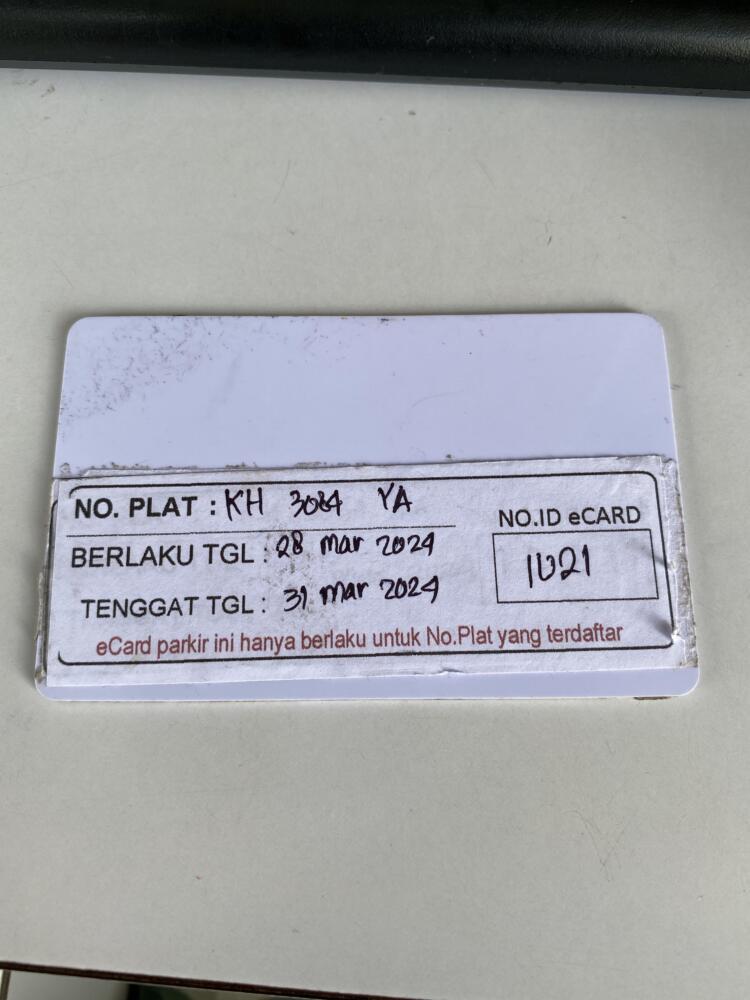 NO. PLAT : KH 3084 YA
BERLAKU TGL : 28 Mar 2024
TENGGAT TGL : 31 Mar 2024
NO.ID eCARD
1021
eCard parkir ini hanya berlaku untuk No.Plat yang terdaftar